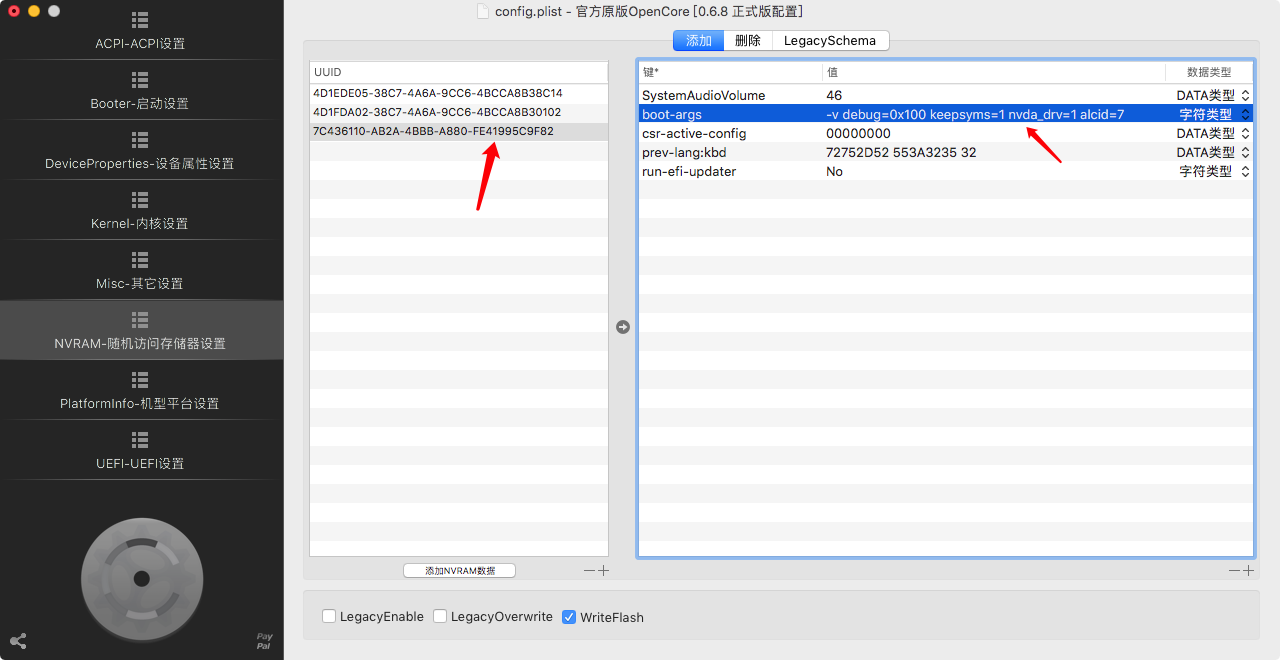 config.plist - 官方原版OpenCore [0.6.8 正式版配置]
ACPI-ACPI设置
Booter-启动设置
DeviceProperties-设备属性设置
Kernel-内核设置
Misc-其它设置
NVRAM-随机访问存储器设置
PlatformInfo-机型平台设置
UEFI-UEFI设置
Pay
Pal
添加 删除 LegacySchema
UUID
4D1EDE05-38C7-4A6A-9CC6-4BCCA8B38C14
4D1FDA02-38C7-4A6A-9CC6-4BCCA8B30102
7C436110-AB2A-4BBB-A880-FE41995C9F82
添加NVRAM数据
键* 值 数据类型
SystemAudioVolume 46 DATA类型
boot-args -v debug=0x100 keepsyms=1 nvda_drv=1 alcid=7 字符类型
csr-active-config 00000000 DATA类型
prev-lang:kbd 72752D52 553A3235 32 DATA类型
run-efi-updater No 字符类型
LegacyEnable LegacyOverwrite WriteFlash